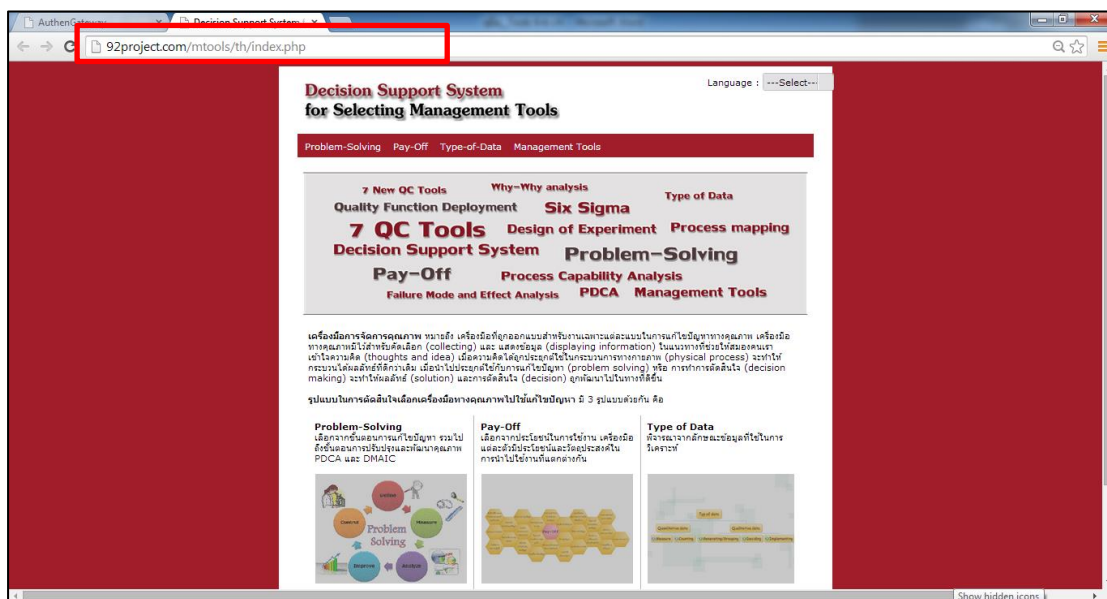 AuthenGateway
Decision Support System
92project.com/mtools/th/index.php
Language : ---Select---
Decision Support System
for Selecting Management Tools
Problem-Solving Pay-Off Type-of-Data Management Tools
7 New QC Tools Why-Why analysis Type of Data
Quality Function Deployment Six Sigma
7 QC Tools Design of Experiment Process mapping
Decision Support System Problem-Solving
Pay-Off Process Capability Analysis
Failure Mode and Effect Analysis PDCA Management Tools
เครื่องมือการจัดการคุณภาพ หมายถึง เครื่องมือที่ถูกออกแบบสำหรับงานเฉพาะแต่ละแบบในการแก้ไขปัญหาทางคุณภาพ เครื่องมือ
ทางคุณภาพมีไว้สำหรับคัดเลือก (collecting) และ แสดงข้อมูล (displaying information) ในแนวทางที่ช่วยให้สมองคนเรา
เข้าใจความคิด (thoughts and idea) เมื่อความคิดได้ถูกประยุกต์ใช้ในกระบวนการทางกายภาพ (physical process) จะทำให้
กระบวนได้ผลลัทธ์ที่ดีกว่าเดิม เมื่อนำไปประยุกต์ใช้กับการแก้ไขปัญหา (problem solving) หรือ การทำการตัดสินใจ (decision
making) จะทำให้ผลลัทธ์ (solution) และการตัดสินใจ (decision) ถูกพัฒนาไปในทางที่ดีขึ้น
รูปแบบในการตัดสินใจเลือกเครื่องมือทางคุณภาพไปใช้แก้ไขปัญหา มี 3 รูปแบบด้วยกัน คือ
Problem-Solving
เลือกจากขั้นตอนการแก้ไขปัญหา รวมไป
ถึงขั้นตอนการปรับปรุงและพัฒนาคุณภาพ
PDCA และ DMAIC
Pay-Off
เลือกจากประโยชน์ในการใช้งาน เครื่องมือ
แต่ละตัวมีประโยชน์และวัตถุประสงค์ใน
การนำไปใช้งานที่แตกต่างกัน
Type of Data
พิจารณาจากลักษณะข้อมูลที่ใช้ในการ
วิเคราะห์
Define
Control
Measure
Problem
Solving
Improve
Analyze
Type of data
Quantitative data Qualitative data
Show hidden icons